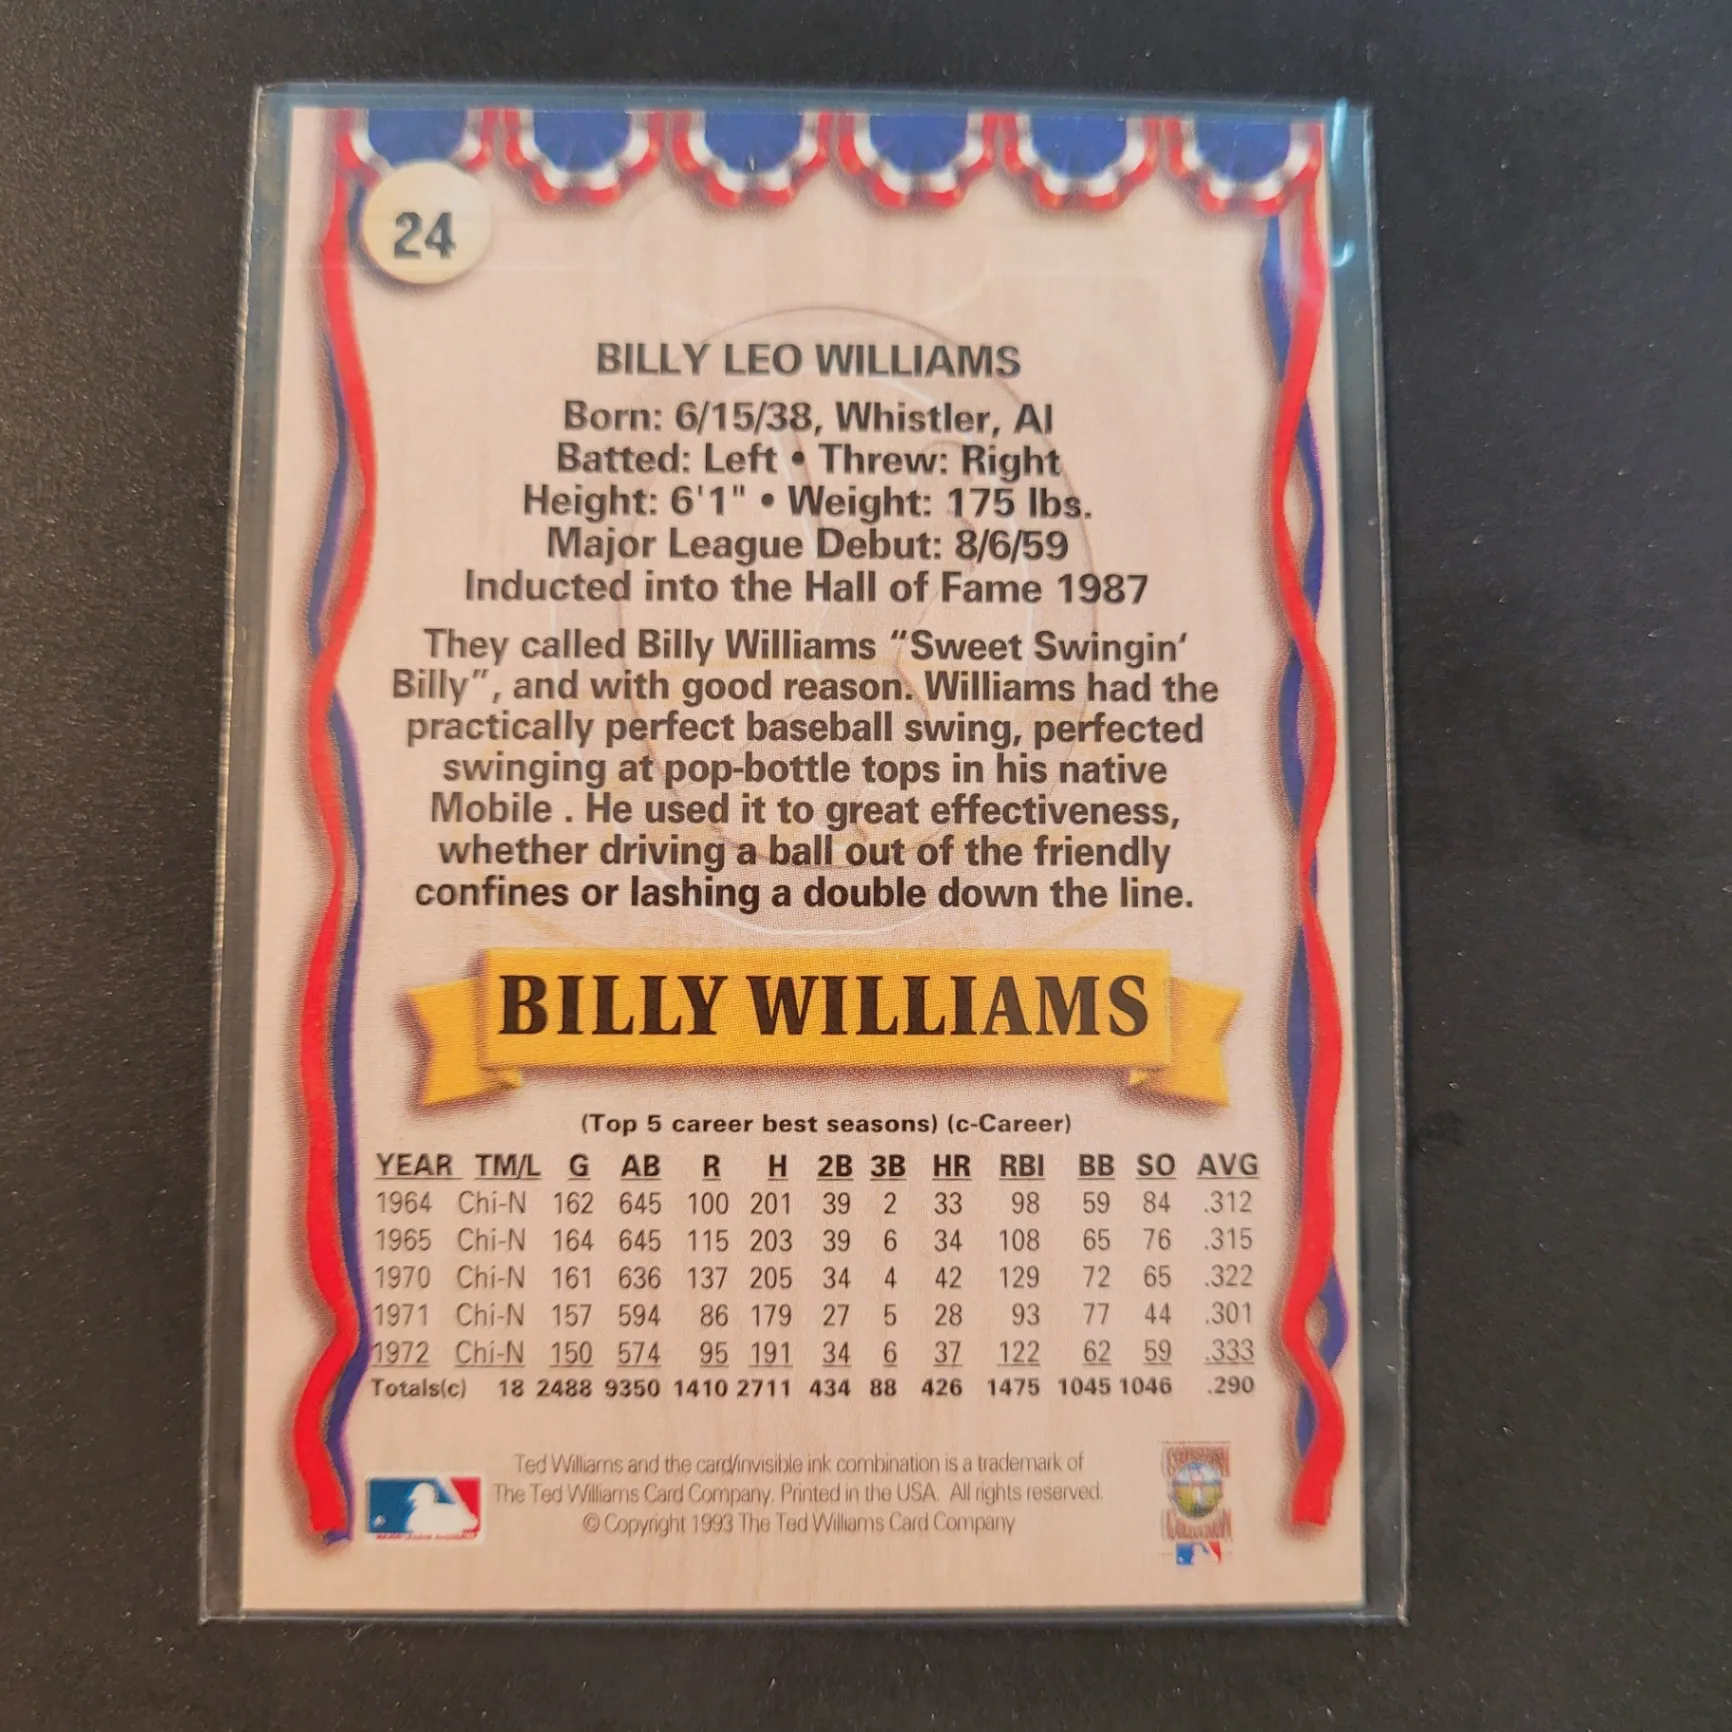 24
BILLY LEO WILLIAMS
Born: 6/15/38, Whistler, Al
Batted: Left • Threw: Right
Height: 6'1" • Weight: 175 lbs.
Major League Debut: 8/6/59
Inducted into the Hall of Fame 1987
They called Billy Williams “Sweet Swingin’
Billy”, and with good reason. Williams had the
practically perfect baseball swing, perfected
swinging at pop-bottle tops in his native
Mobile . He used it to great effectiveness,
whether driving a ball out of the friendly
confines or lashing a double down the line.
BILLY WILLIAMS
(Top 5 career best seasons) (c-Career)
YEAR TM/L G AB R H 2B 3B HR RBI BB SO AVG
1964 Chi-N 162 645 100 201 39 2 33 98 59 84 .312
1965 Chi-N 164 645 115 203 39 6 34 108 65 76 .315
1970 Chi-N 161 636 137 205 34 4 42 129 72 65 .322
1971 Chi-N 157 594 86 179 27 5 28 93 77 44 .301
1972 Chi-N 150 574 95 191 34 6 37 122 62 59 .333
Totals(c) 18 2488 9350 1410 2711 434 88 426 1475 1045 1046 .290
Ted Williams and the card/invisible ink combination is a trademark of
The Ted Williams Card Company. Printed in the USA. All rights reserved.
© Copyright 1993 The Ted Williams Card Company